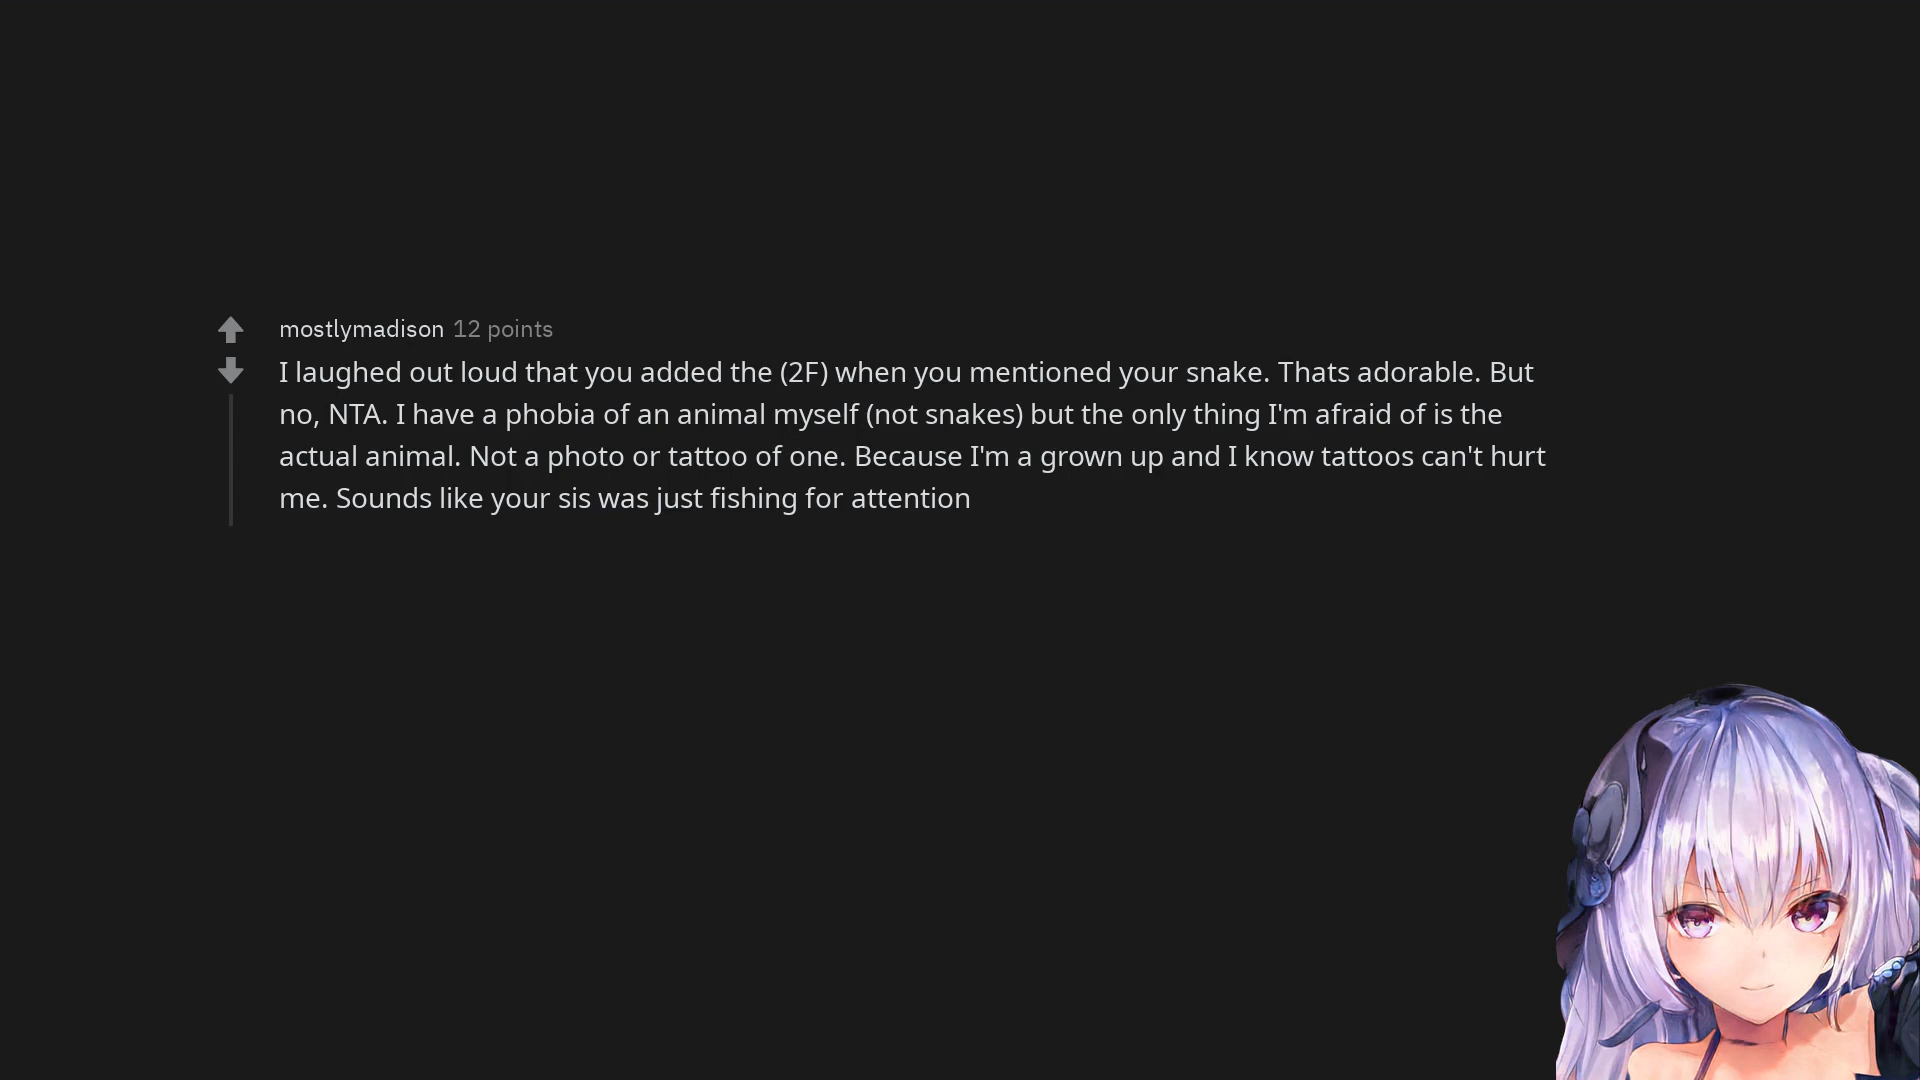 mostlymadison 12 points
I laughed out loud that you added the (2F) when you mentioned your snake. Thats adorable. But
no, NTA. I have a phobia of an animal myself (not snakes) but the only thing I'm afraid of is the
actual animal. Not a photo or tattoo of one. Because I'm a grown up and I know tattoos can't hurt
me. Sounds like your sis was just fishing for attention